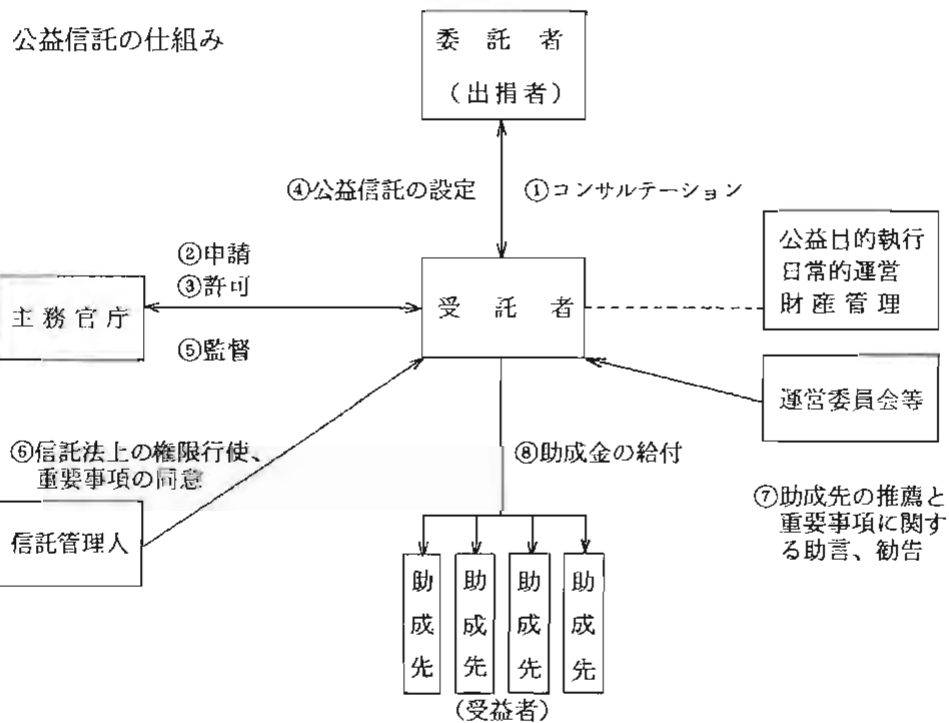 公益信託の仕組み
委託者
(出捐者)
④公益信託の設定
①コンサルテーション
②申請
③許可
⑤監督
主務官庁
受託者
公益目的執行
日常的運営
財産管理
運営委員会等
⑥信託法上の権限行使、
重要事項の同意
信託管理人
⑧助成金の給付
⑦助成先の推薦と
重要事項に関す
る助言、勧告
助成先
助成先
助成先
助成先
(受益者)